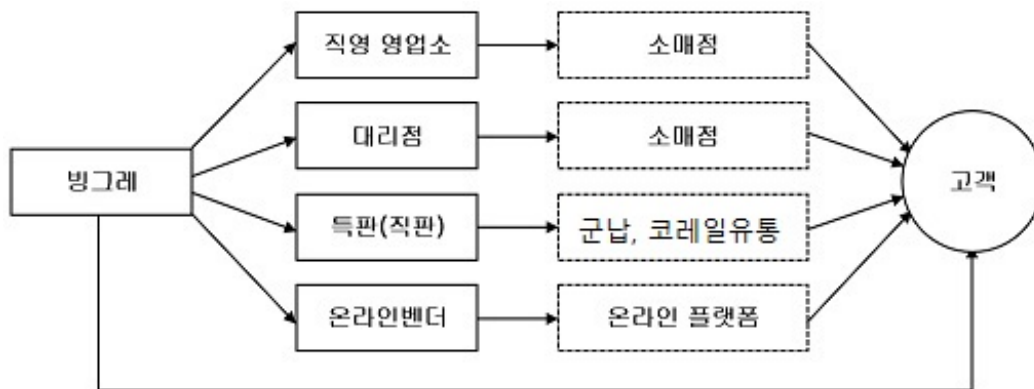 직영 영업소
소매점
대리점
소매점
빙그레
고객
득판(직판)
군납, 코레일유통
온라인벤더
온라인 플랫폼